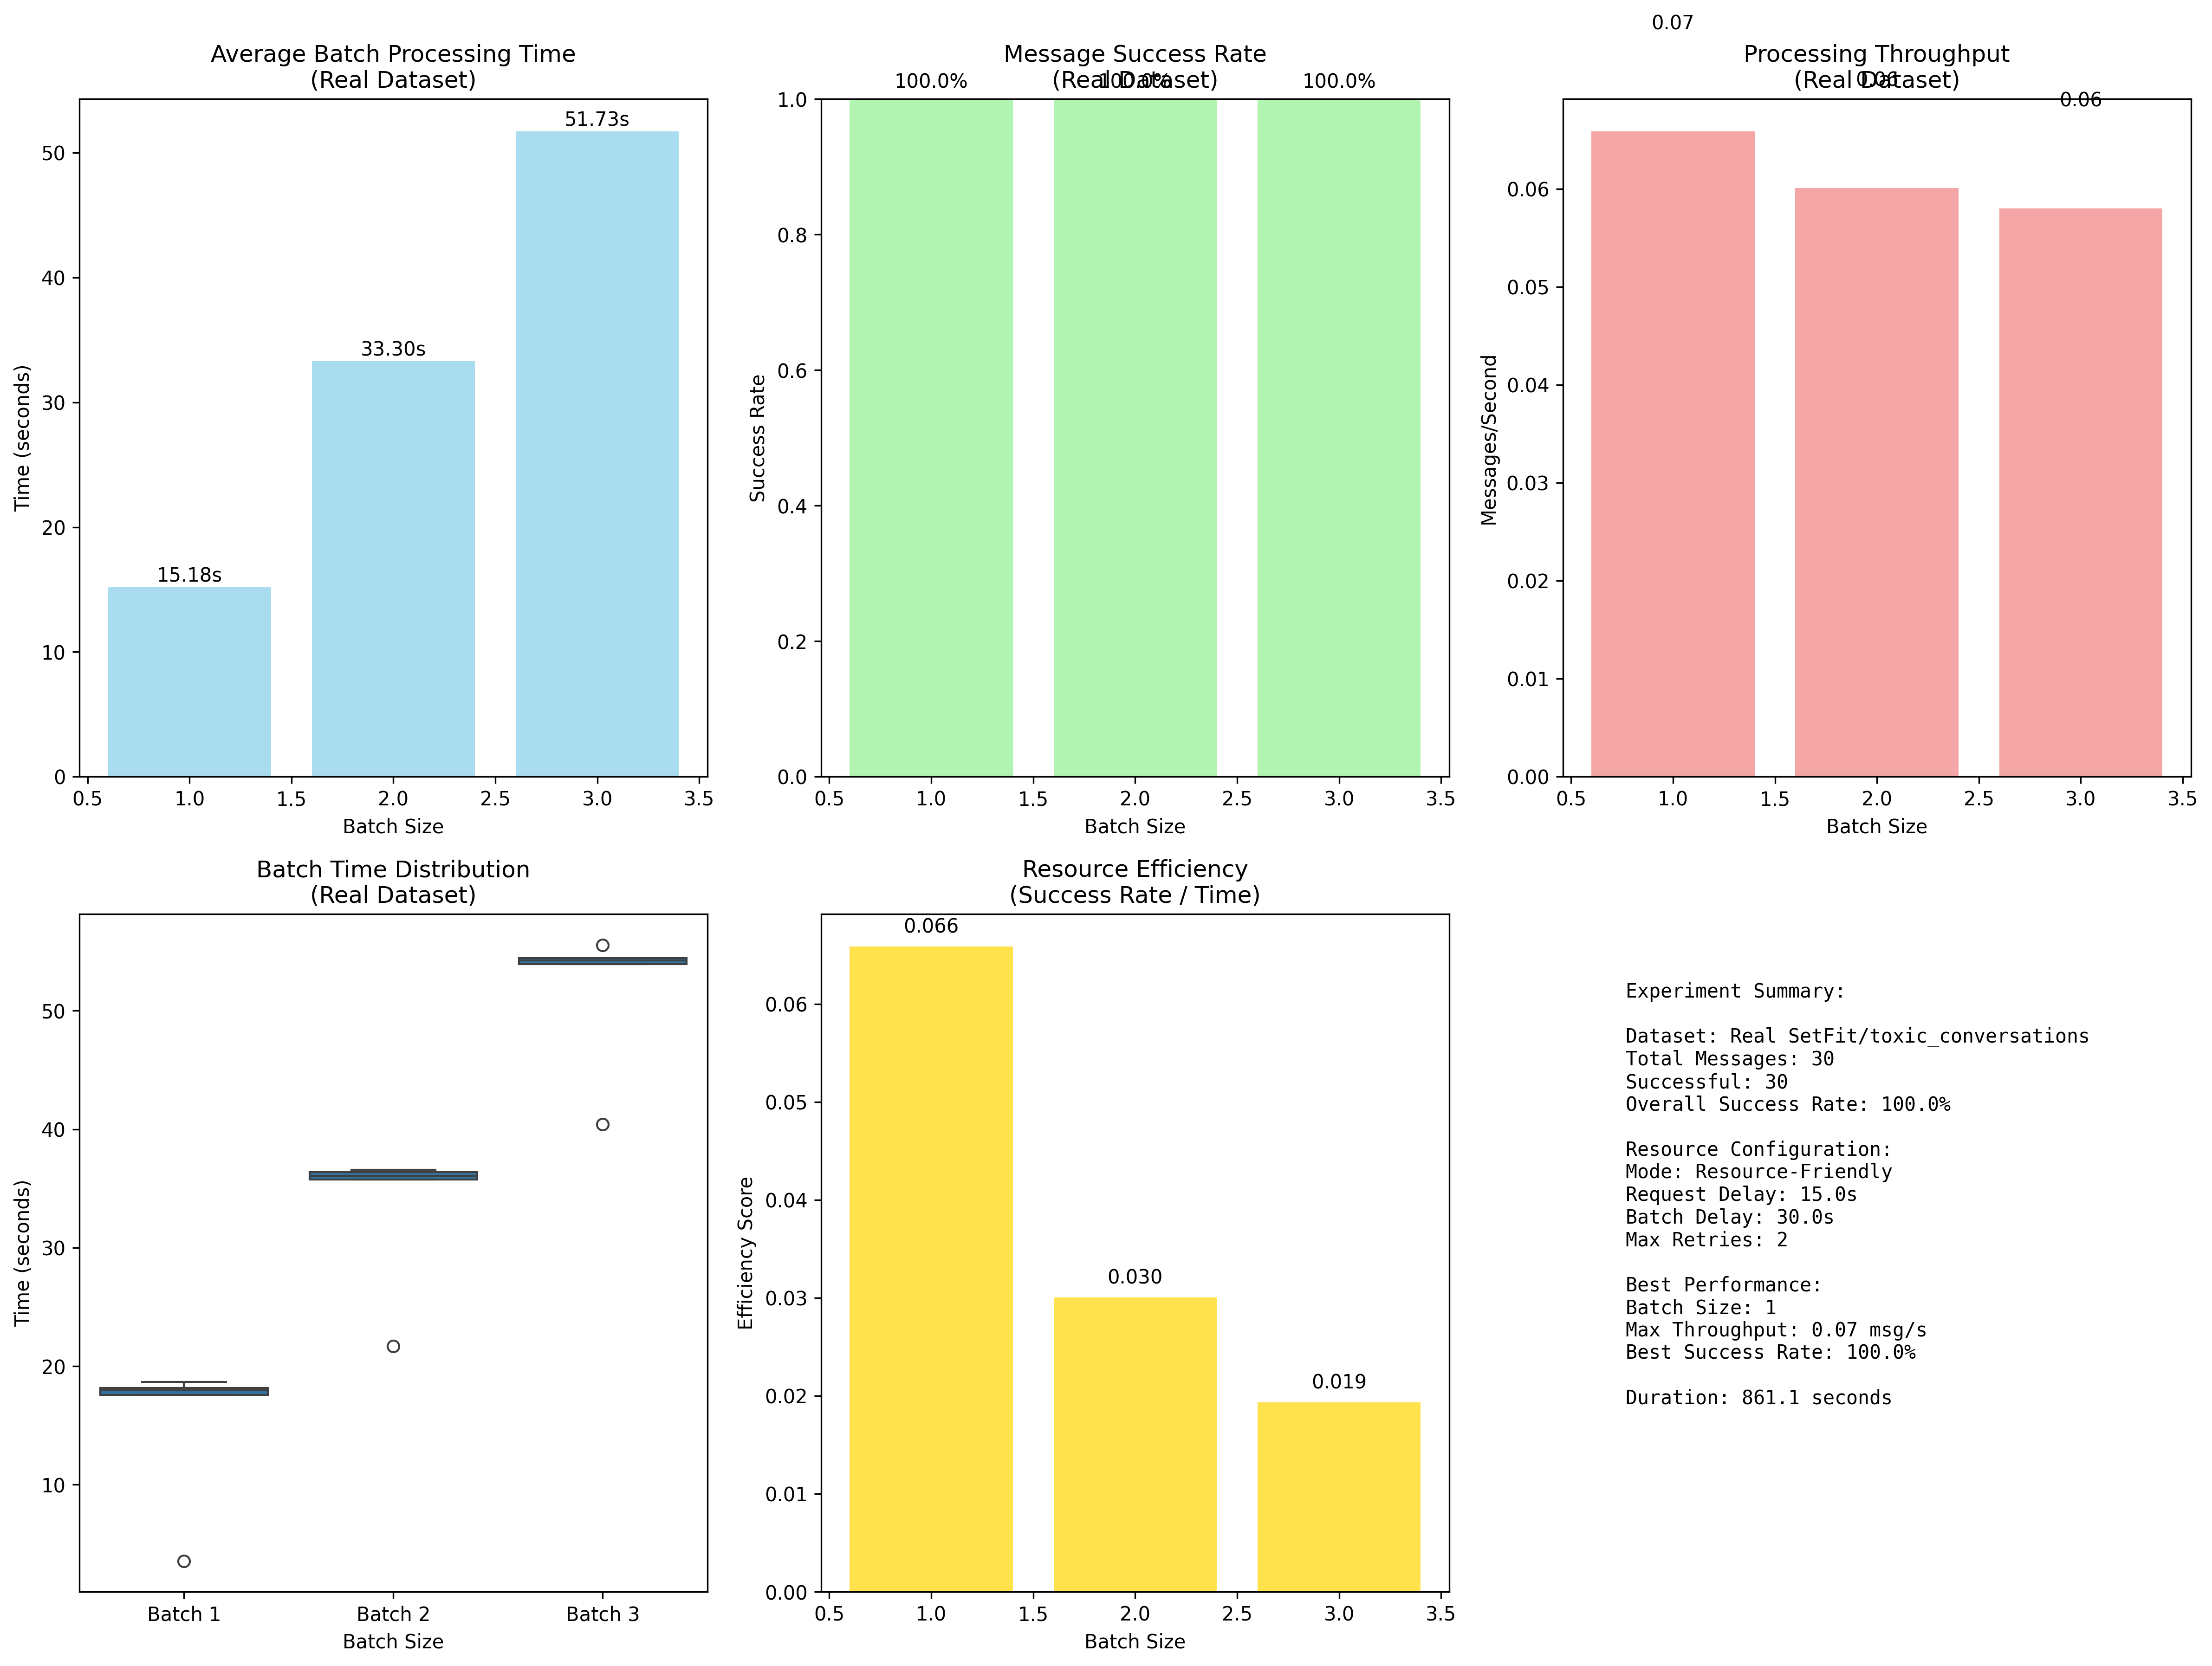 Average Batch Processing Time
(Real Dataset)
Time (seconds)
50
40
30
20
10
0
15.18s
33.30s
51.73s
0.5
1.0
1.5
2.0
2.5
3.0
3.5
Batch Size
Message Success Rate
(Real Dataset)
100.0%
100.0%
100.0%
Success Rate
1.0
0.8
0.6
0.4
0.2
0.0
0.5
1.0
1.5
2.0
2.5
3.0
3.5
Batch Size
0.07
Processing Throughput
(Real Dataset)
0.06
0.06
Messages/Second
0.06
0.05
0.04
0.03
0.02
0.01
0.00
0.5
1.0
1.5
2.0
2.5
3.0
3.5
Batch Size
Batch Time Distribution
(Real Dataset)
Time (seconds)
50
40
30
20
10
Batch 1
Batch 2
Batch 3
Batch Size
Resource Efficiency
(Success Rate / Time)
0.066
0.030
0.019
Efficiency Score
0.06
0.05
0.04
0.03
0.02
0.01
0.00
0.5
1.0
1.5
2.0
2.5
3.0
3.5
Batch Size
Experiment Summary:
Dataset: Real SetFit/toxic_conversations
Total Messages: 30
Successful: 30
Overall Success Rate: 100.0%
Resource Configuration:
Mode: Resource-Friendly
Request Delay: 15.0s
Batch Delay: 30.0s
Max Retries: 2
Best Performance:
Batch Size: 1
Max Throughput: 0.07 msg/s
Best Success Rate: 100.0%
Duration: 861.1 seconds